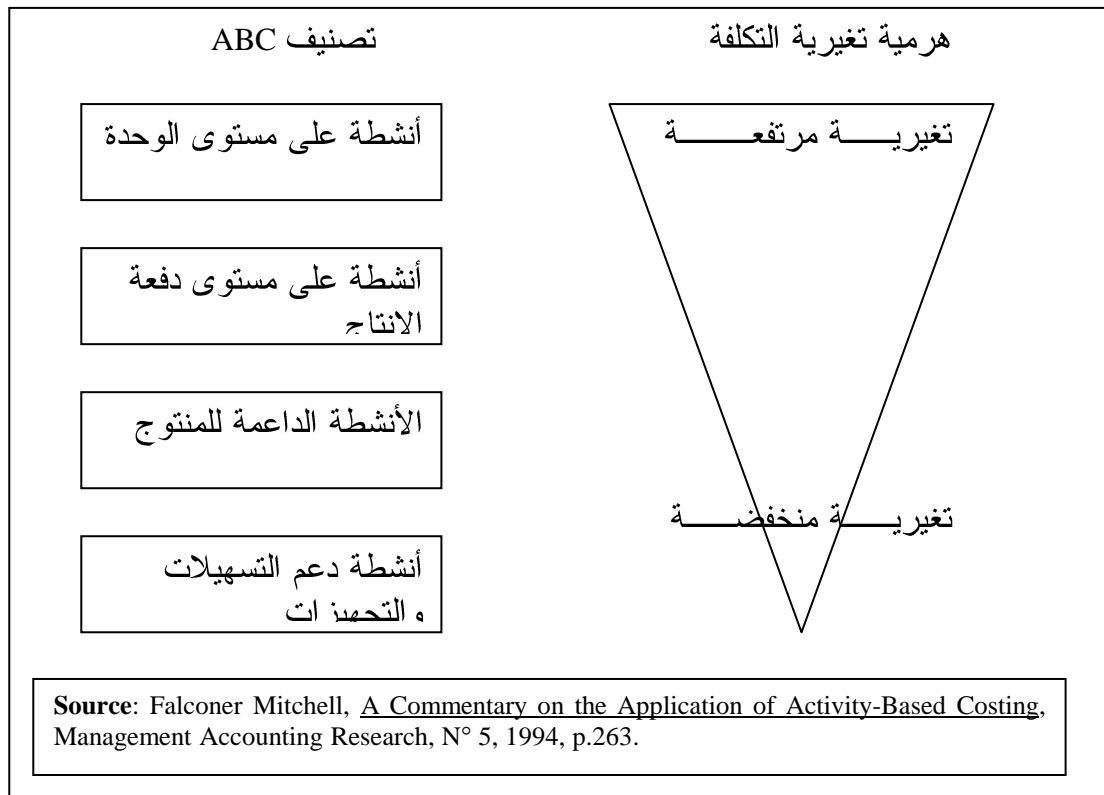 هرمية تغيرية التكلفة
تصنيف ABC
تغيريـــــة مرتفعـــــــة
أنشطة على مستوى الوحدة
أنشطة على مستوى دفعة
الانتاج
الأنشطة الداعمة للمنتوج
تغيريـــــة منخفضـــــة
أنشطة دعم التسهيلات
والتجهيزات
Source: Falconer Mitchell, A Commentary on the Application of Activity-Based Costing,
Management Accounting Research, N° 5, 1994, p.263.